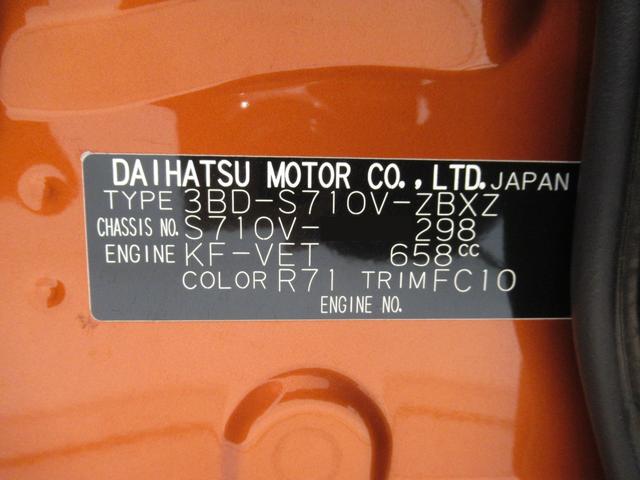 DAIHATSU MOTOR CO., LTD. JAPAN
TYPE 3BD-S710V-ZBXZ
CHASSIS NO. S710V- 298
ENGINE KF-VET 658cc
COLOR R71 TRIM FC10
ENGINE NO.